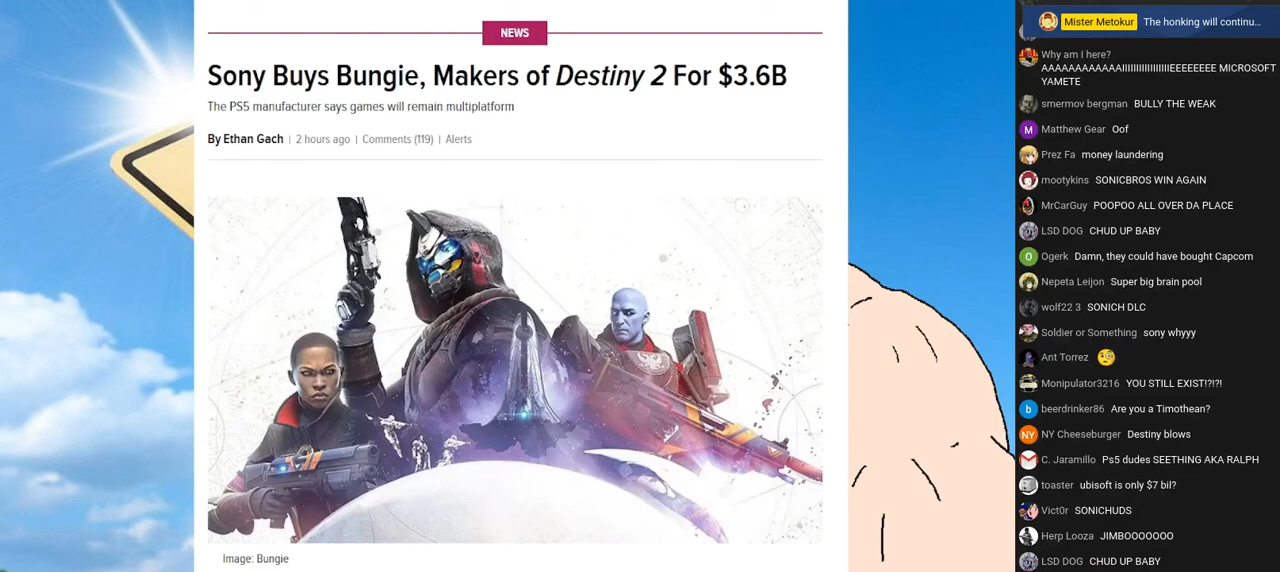 NEWS
Sony Buys Bungie, Makers of Destiny 2 For $3.6B
The PS5 manufacturer says games will remain multiplatform
By Ethan Gach | 2 hours ago | Comments (119) | Alerts
Image: Bungie
Mister Metokur The honking will continu...
Why am I here?
AAAAAAAAAAAAIIIIIIIIIIIIIIIIIEEEEEEEE MICROSOFT
YAMETE
smermov bergman BULLY THE WEAK
M Matthew Gear Oof
Prez Fa money laundering
mootykins SONICBROS WIN AGAIN
MrCarGuy POOPOO ALL OVER DA PLACE
LSD DOG CHUD UP BABY
O Ogerk Damn, they could have bought Capcom
Nepeta Leijon Super big brain pool
wolf22 3 SONICH DLC
Soldier or Something sony whyyy
Ant Torrez 🧐
Monipulator3216 YOU STILL EXIST!?!?!
b beerdrinker86 Are you a Timothean?
NY NY Cheeseburger Destiny blows
C. Jaramillo Ps5 dudes SEETHING AKA RALPH
toaster ubisoft is only $7 bil?
Vict0r SONICHUDS
Herp Looza JIMBOOOOOOO
LSD DOG CHUD UP BABY